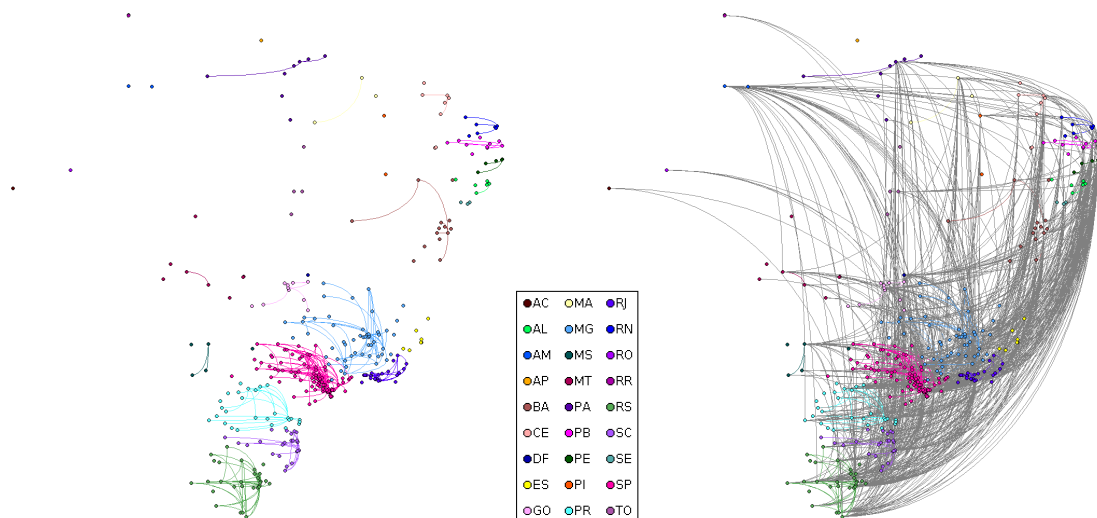 AC MA RJ
AL MG RN
AM MS RO
AP MT RR
BA PA RS
CE PB SC
DF PE SE
ES PI SP
GO PR TO